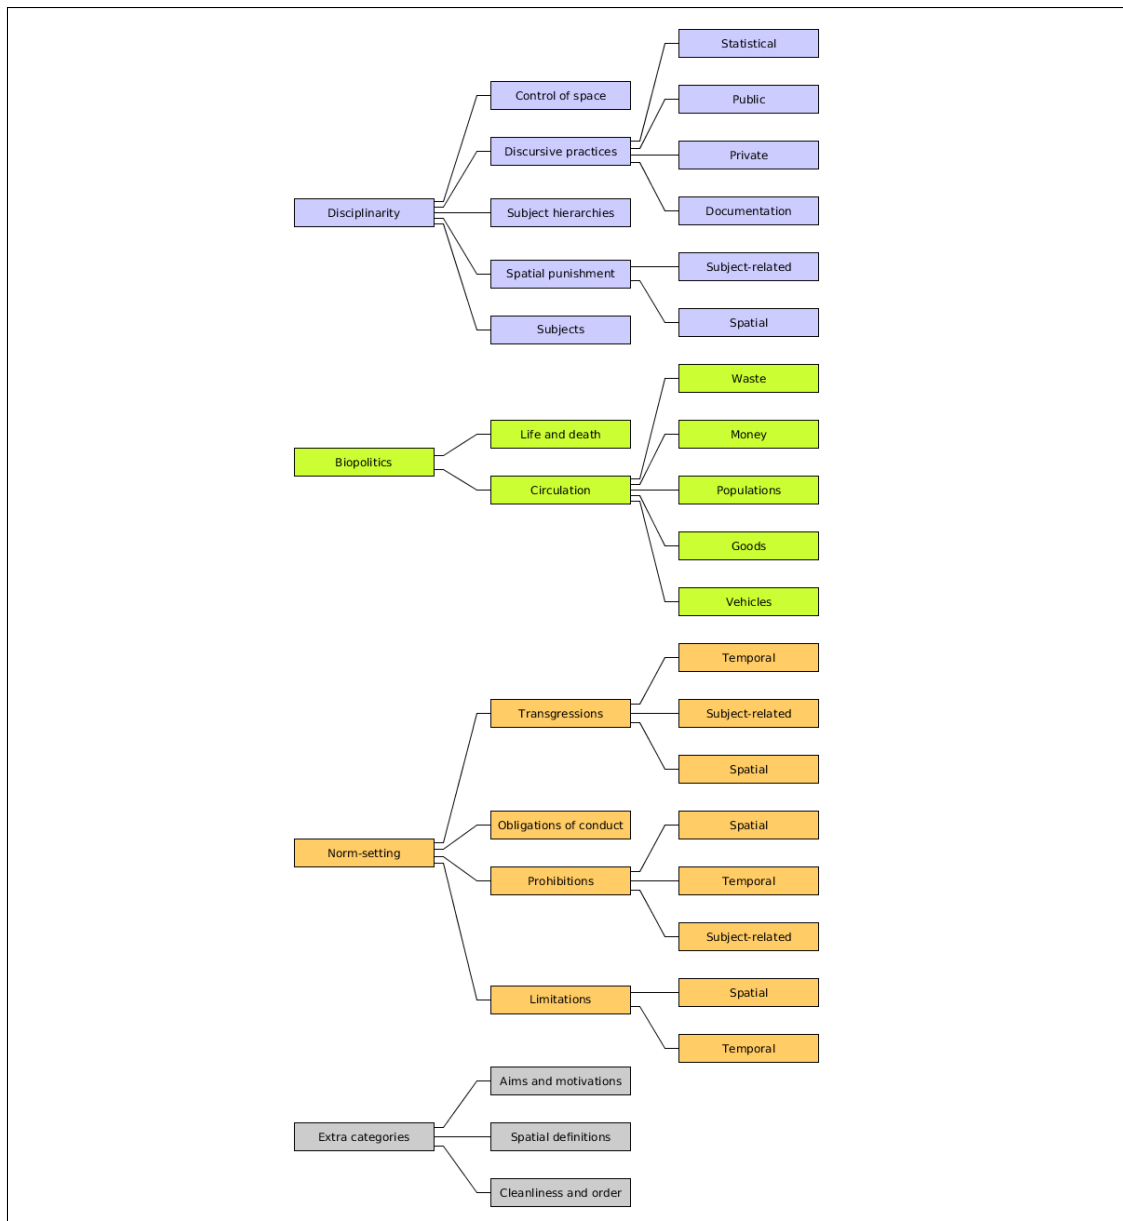 Disciplinarity
Control of space
Discursive practices
Statistical
Public
Private
Documentation
Subject hierarchies
Spatial punishment
Subject-related
Spatial
Subjects
Biopolitics
Life and death
Circulation
Waste
Money
Populations
Goods
Vehicles
Norm-setting
Transgressions
Temporal
Subject-related
Spatial
Obligations of conduct
Prohibitions
Spatial
Temporal
Subject-related
Limitations
Spatial
Temporal
Extra categories
Aims and motivations
Spatial definitions
Cleanliness and order